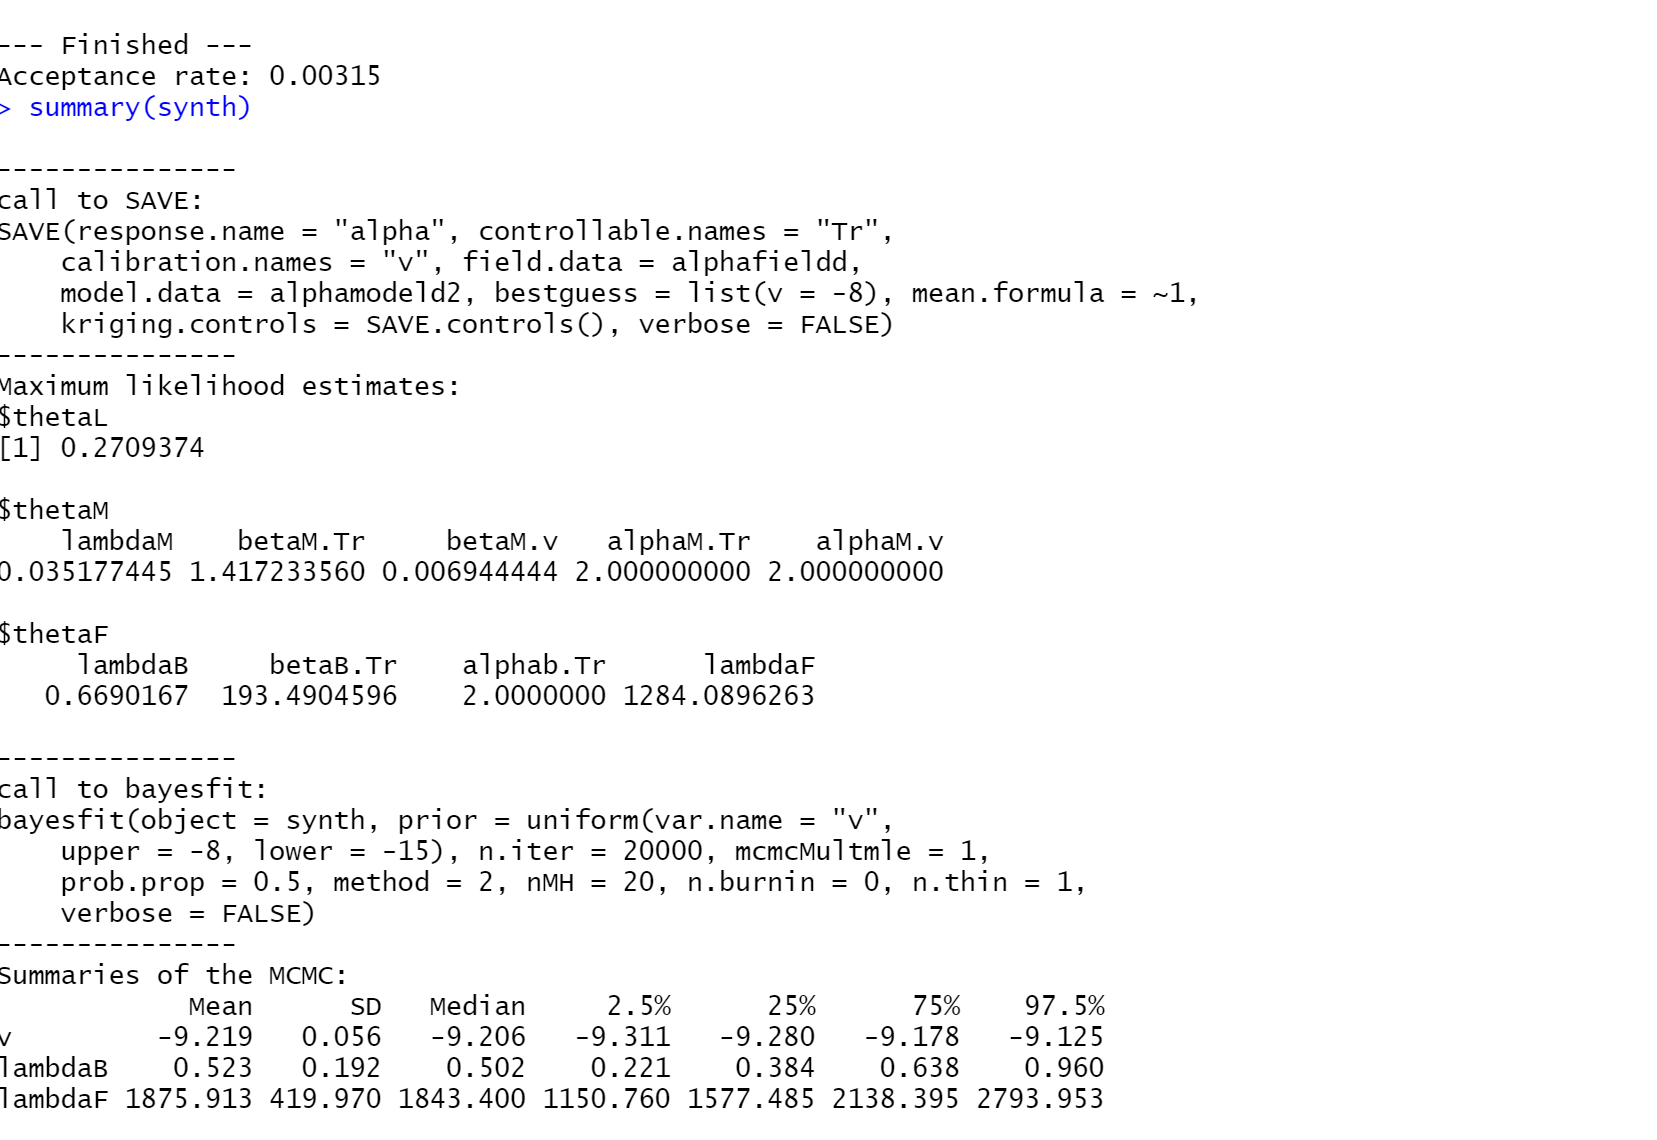 --- Finished ---
Acceptance rate: 0.00315
> summary(synth)
---------------
call to SAVE:
SAVE(response.name = "alpha", controllable.names = "Tr",
    calibration.names = "v", field.data = alphafieldd,
    model.data = alphamodeld2, bestguess = list(v = -8), mean.formula = ~1,
    kriging.controls = SAVE.controls(), verbose = FALSE)
---------------
Maximum likelihood estimates:
$thetaL
[1] 0.2709374
$thetaM
    lambdaM    betaM.Tr     betaM.v   alphaM.Tr    alphaM.v
0.035177445 1.417233560 0.006944444 2.000000000 2.000000000
$thetaF
     lambdaB     betaB.Tr    alphab.Tr      lambdaF
   0.6690167  193.4904596    2.0000000 1284.0896263
---------------
call to bayesfit:
bayesfit(object = synth, prior = uniform(var.name = "v",
    upper = -8, lower = -15), n.iter = 20000, mcmcMultmle = 1,
    prob.prop = 0.5, method = 2, nMH = 20, n.burnin = 0, n.thin = 1,
    verbose = FALSE)
---------------
Summaries of the MCMC:
            Mean      SD   Median     2.5%      25%      75%    97.5%
v         -9.219   0.056   -9.206   -9.311   -9.280   -9.178   -9.125
lambdaB    0.523   0.192    0.502    0.221    0.384    0.638    0.960
lambdaF 1875.913 419.970 1843.400 1150.760 1577.485 2138.395 2793.953